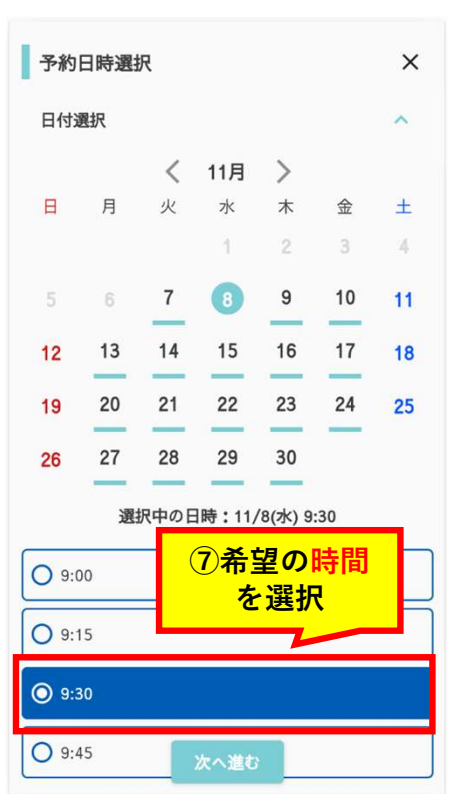 予約日時選択 ×
日付選択
11月
日 月 火 水 木 金 土
1 2 3 4
5 6 7 8 9 10 11
12 13 14 15 16 17 18
19 20 21 22 23 24 25
26 27 28 29 30
選択中の日時：11/8(水) 9:30
⑦希望の時間
を選択
9:00
9:15
9:30
9:45
次へ進む